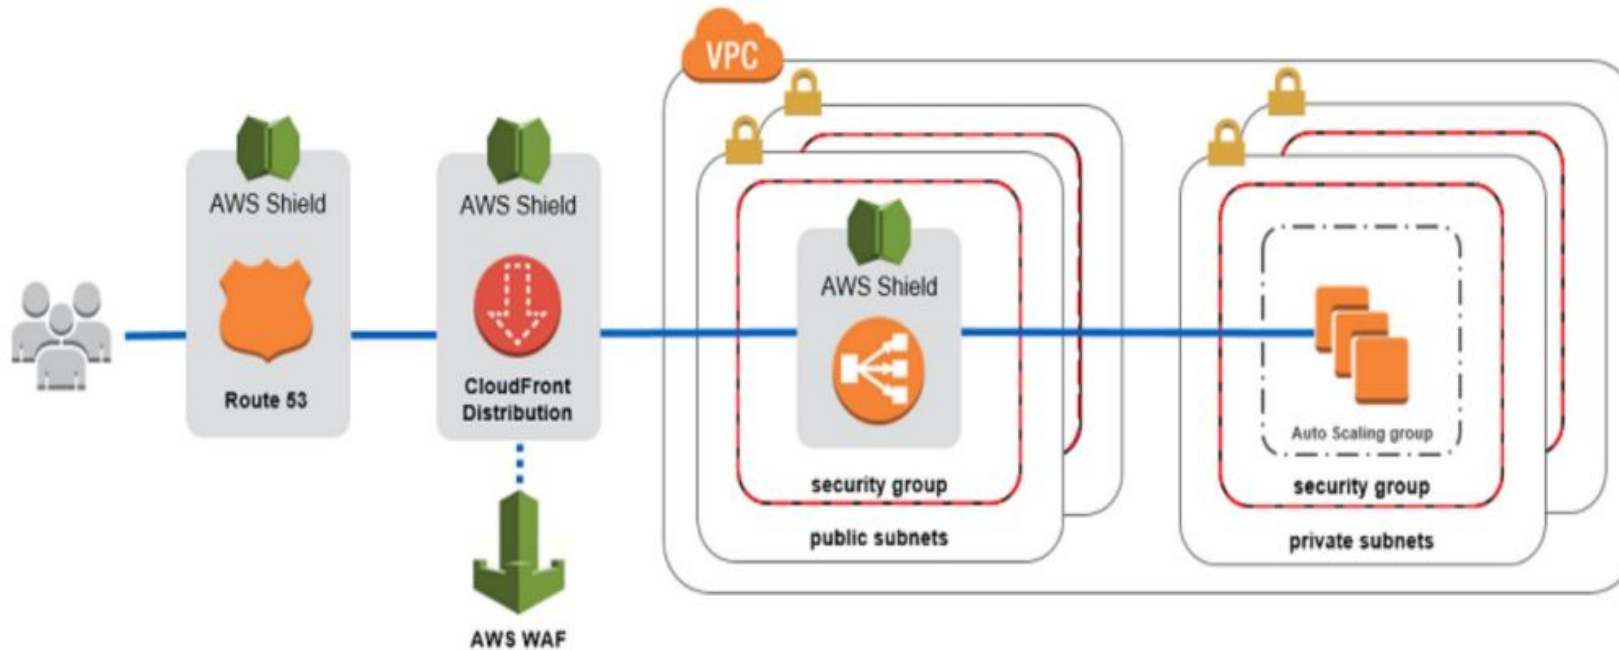 VPC
AWS Shield
Route 53
AWS Shield
CloudFront
Distribution
AWS WAF
AWS Shield
security group
public subnets
Auto Scaling group
security group
private subnets